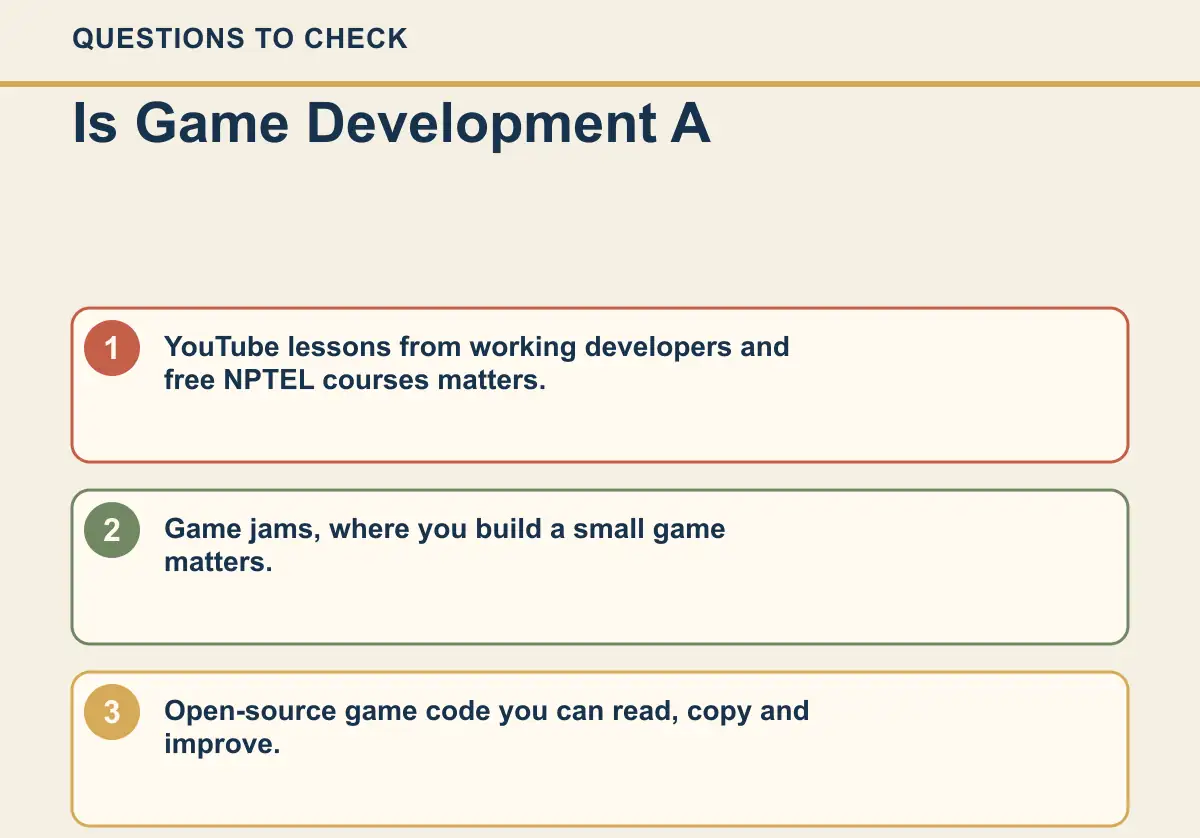 QUESTIONS TO CHECK
Is Game Development A
1
YouTube lessons from working developers and
free NPTEL courses matters.
2
Game jams, where you build a small game
matters.
3
Open-source game code you can read, copy and
improve.